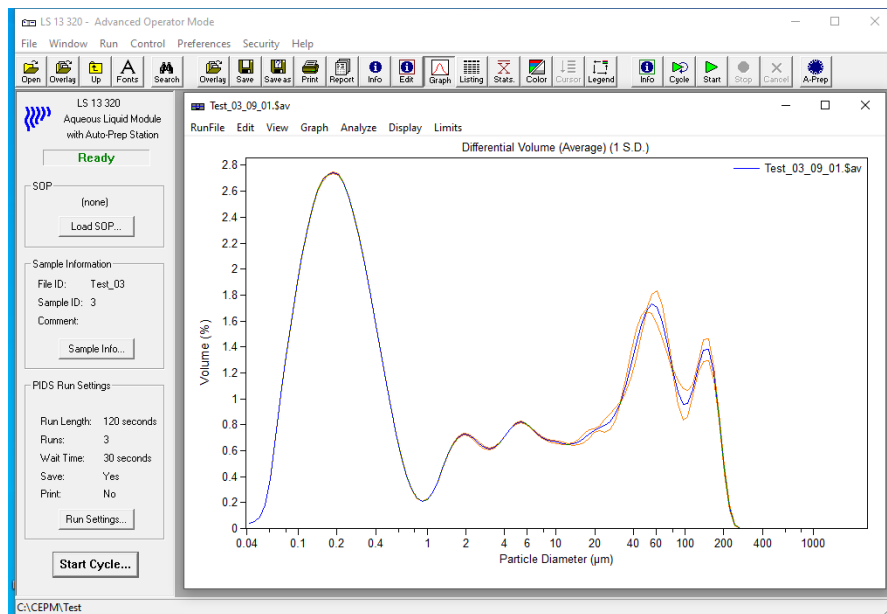 LS 13 320 - Advanced Operator Mode
File Window Run Control Preferences Security Help
Open Overlay Up Fonts Search Overlay Save Save as Print Report Info Edit Graph Listing Stats. Color Cursor Legend Info Cycle Start Stop Cancel A-Prep
LS 13 320
Aqueous Liquid Module
with Auto-Prep Station
Ready
SOP
(none)
Load SOP...
Sample Information
File ID: Test_03
Sample ID: 3
Comment:
Sample Info...
PIDS Run Settings
Run Length: 120 seconds
Runs: 3
Wait Time: 30 seconds
Save: Yes
Print: No
Run Settings...
Start Cycle...
C:\CEPM\Test
Test_03_09_01.$av
RunFile Edit View Graph Analyze Display Limits
Differential Volume (Average) (1 S.D.)
Test_03_09_01.$av
Volume (%)
2.8
2.6
2.4
2.2
2
1.8
1.6
1.4
1.2
1
0.8
0.6
0.4
0.2
0
0.04 0.1 0.2 0.4 1 2 4 6 10 20 40 60 100 200 400 1000
Particle Diameter (µm)